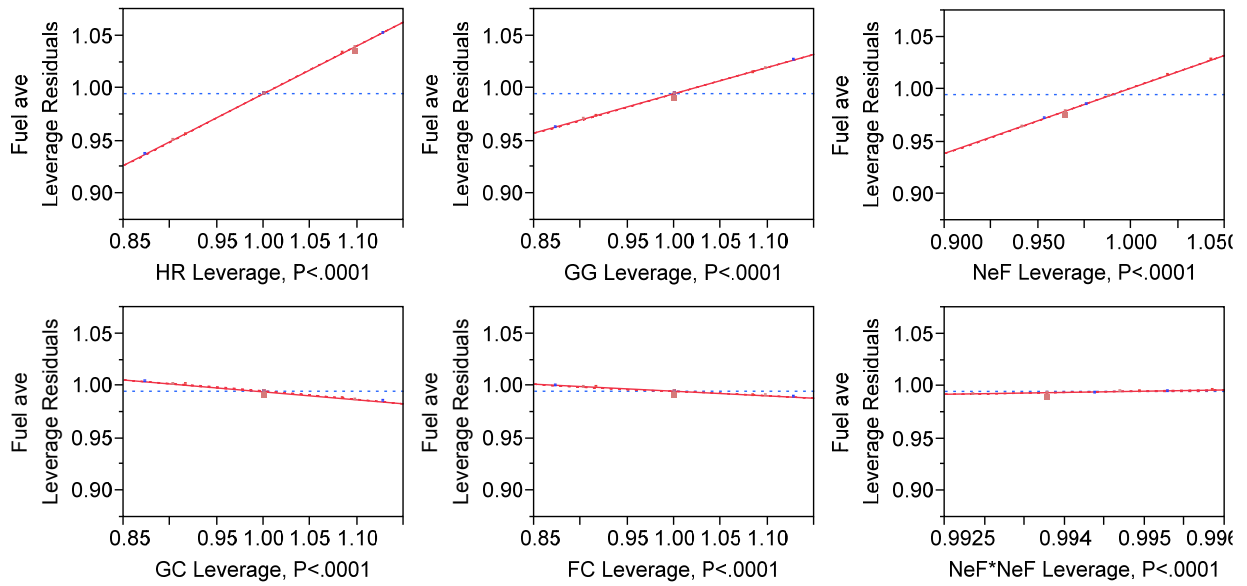 Fuel ave
Leverage Residuals
1.05
1.00
0.95
0.90
0.85 0.95 1.00 1.05 1.10
HR Leverage, P<.0001
Fuel ave
Leverage Residuals
1.05
1.00
0.95
0.90
0.85 0.95 1.00 1.05 1.10
GG Leverage, P<.0001
Fuel ave
Leverage Residuals
1.05
1.00
0.95
0.90
0.900 0.950 1.000 1.050
NeF Leverage, P<.0001
Fuel ave
Leverage Residuals
1.05
1.00
0.95
0.90
0.85 0.95 1.00 1.05 1.10
GC Leverage, P<.0001
Fuel ave
Leverage Residuals
1.05
1.00
0.95
0.90
0.85 0.95 1.00 1.05 1.10
FC Leverage, P<.0001
Fuel ave
Leverage Residuals
1.05
1.00
0.95
0.90
0.9925 0.994 0.995 0.996
NeF*NeF Leverage, P<.0001